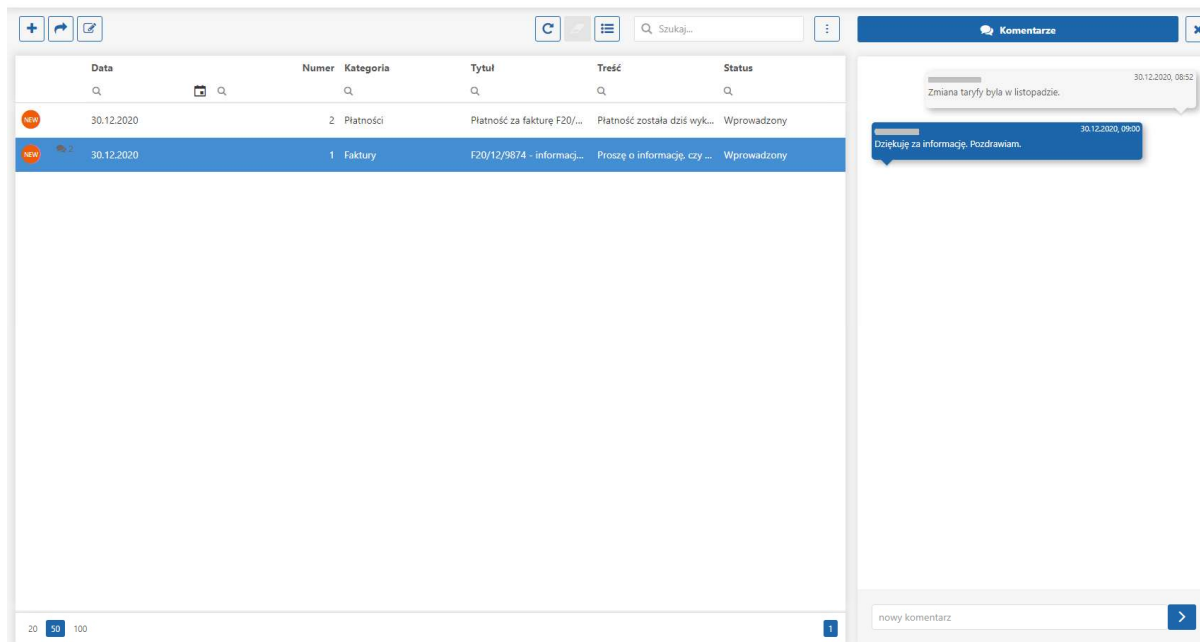 Szukaj...
Komentarze
Data Numer Kategoria Tytuł Treść Status
NEW 30.12.2020 2 Płatności Płatność za fakturę F20/... Płatność została dziś wyk... Wprowadzony
NEW 2 30.12.2020 1 Faktury F20/12/9874 - informacj... Proszę o informację, czy ... Wprowadzony
30.12.2020, 08:52
Zmiana taryfy byla w listopadzie.
30.12.2020, 09:00
Dziękuję za informację. Pozdrawiam.
20 50 100 1
nowy komentarz